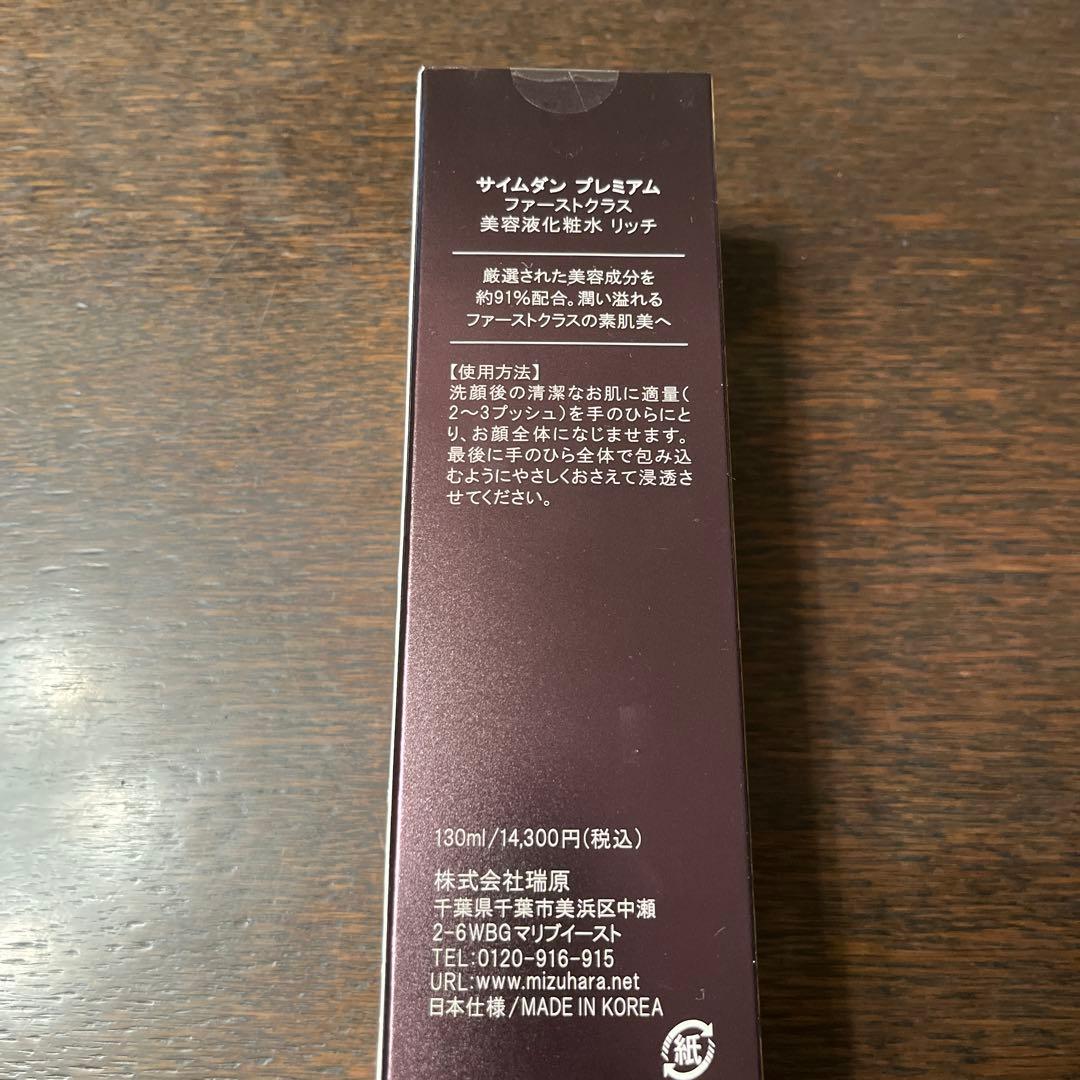 サイムダン プレミアム
ファーストクラス
美容液化粧水 リッチ
厳選された美容成分を
約91%配合。潤い溢れる
ファーストクラスの素肌美へ
【使用方法】
洗顔後の清潔なお肌に適量(
2〜3プッシュ)を手のひらにと
り、お顔全体になじませます。
最後に手のひら全体で包み込
むようにやさしくおさえて浸透さ
せてください。
130ml/14,300円(税込)
株式会社瑞原
千葉県千葉市美浜区中瀬
2-6WBGマリブイースト
TEL:0120-916-915
URL:www.mizuhara.net
日本仕様/MADE IN KOREA
紙